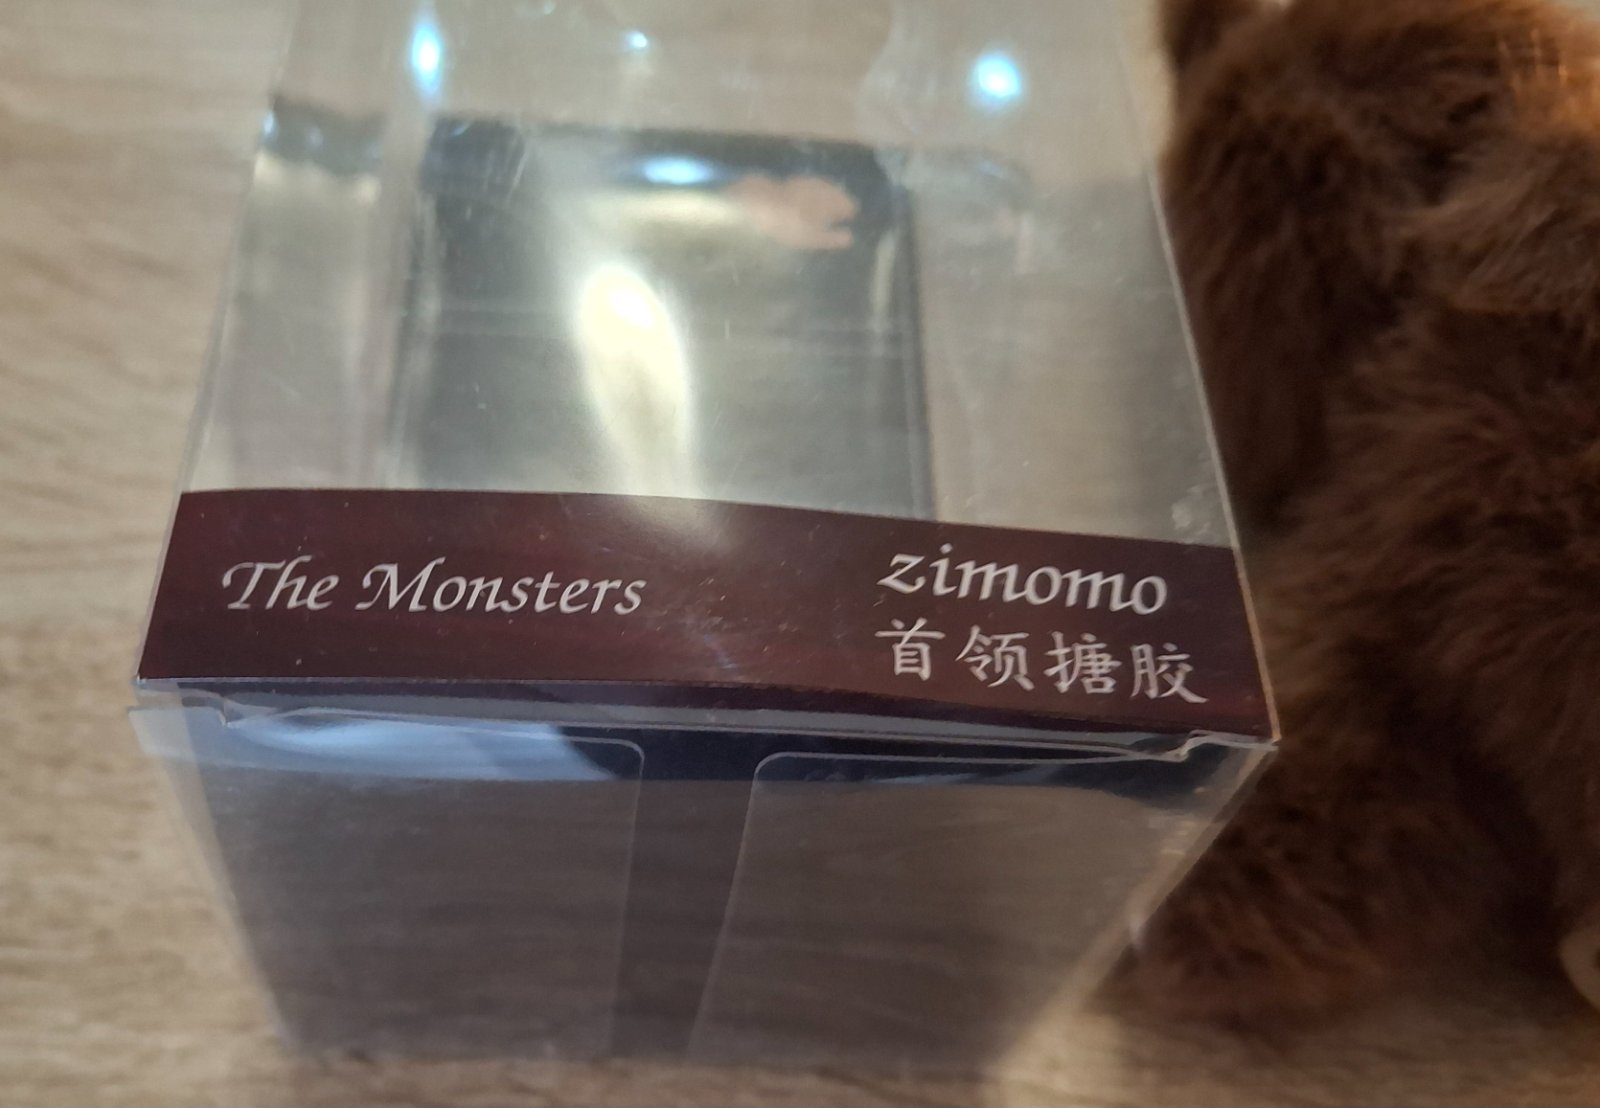 The Monsters
zimomo
首领搪胶